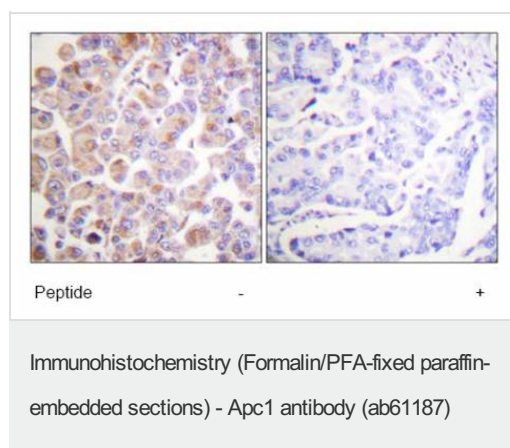 Peptide - +
Immunohistochemistry (Formalin/PFA-fixed paraffin-
embedded sections) - Apc1 antibody (ab61187)